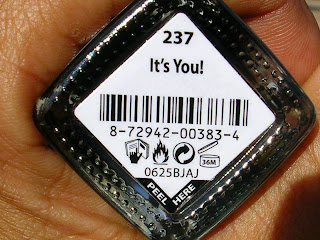 237
It's You!
8-72942-00383-4
36M
0625BJAJ
PEEL HERE